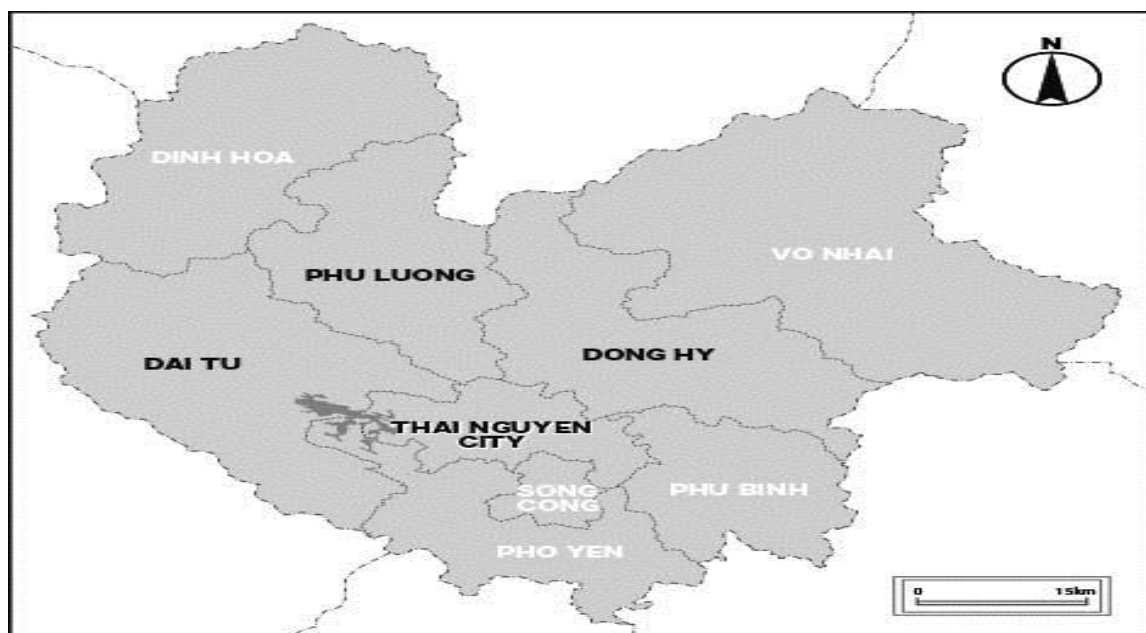 N
DINH HOA
VO NHAI
PHU LUONG
DONG HY
DAI TU
THAI NGUYEN
CITY
SONG
CONG
PHU BINH
PHO YEN
0 15km